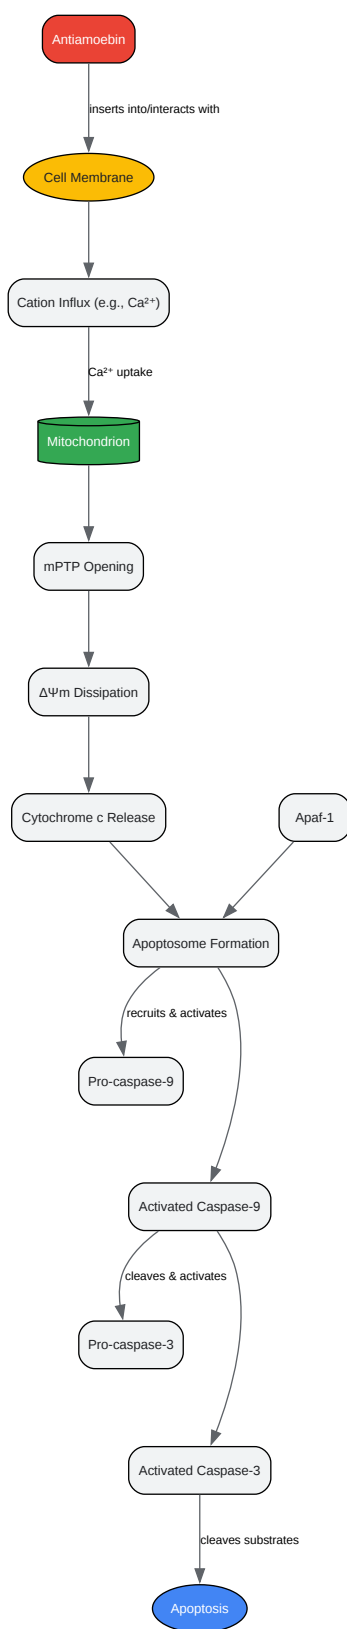 Antiamoebin
inserts into/interacts with
Cell Membrane
Cation Influx (e.g., Ca²⁺)
Ca²⁺ uptake
Mitochondrion
mPTP Opening
ΔΨm Dissipation
Cytochrome c Release
Apaf-1
Apoptosome Formation
recruits & activates
Pro-caspase-9
Activated Caspase-9
cleaves & activates
Pro-caspase-3
Activated Caspase-3
cleaves substrates
Apoptosis